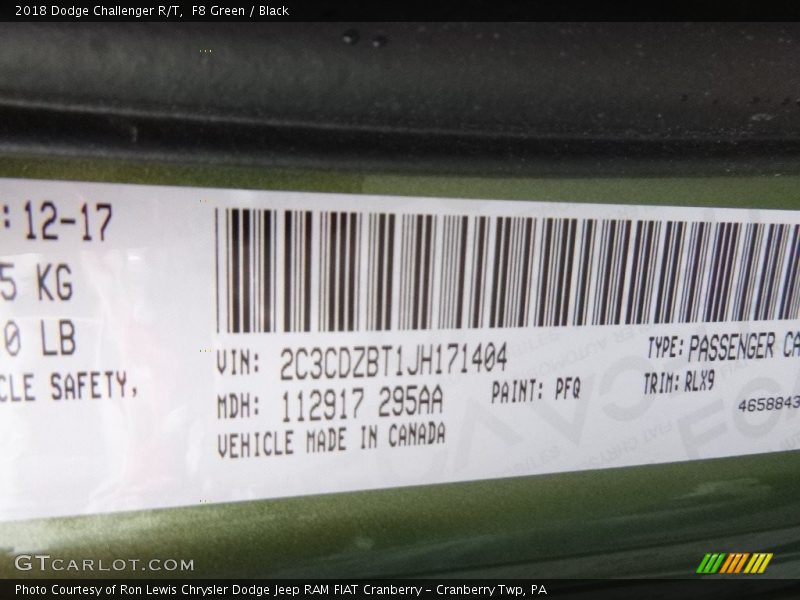 2018 Dodge Challenger R/T,  F8 Green / Black
: 12-17
5 KG
0 LB
CLE SAFETY,
VIN: 2C3CDZBT1JH171404
TYPE: PASSENGER CA
MDH: 112917 295AA
PAINT: PFQ
TRIM: RLX9
VEHICLE MADE IN CANADA
4658843
GTCARLOT.COM
Photo Courtesy of Ron Lewis Chrysler Dodge Jeep RAM FIAT Cranberry – Cranberry Twp, PA